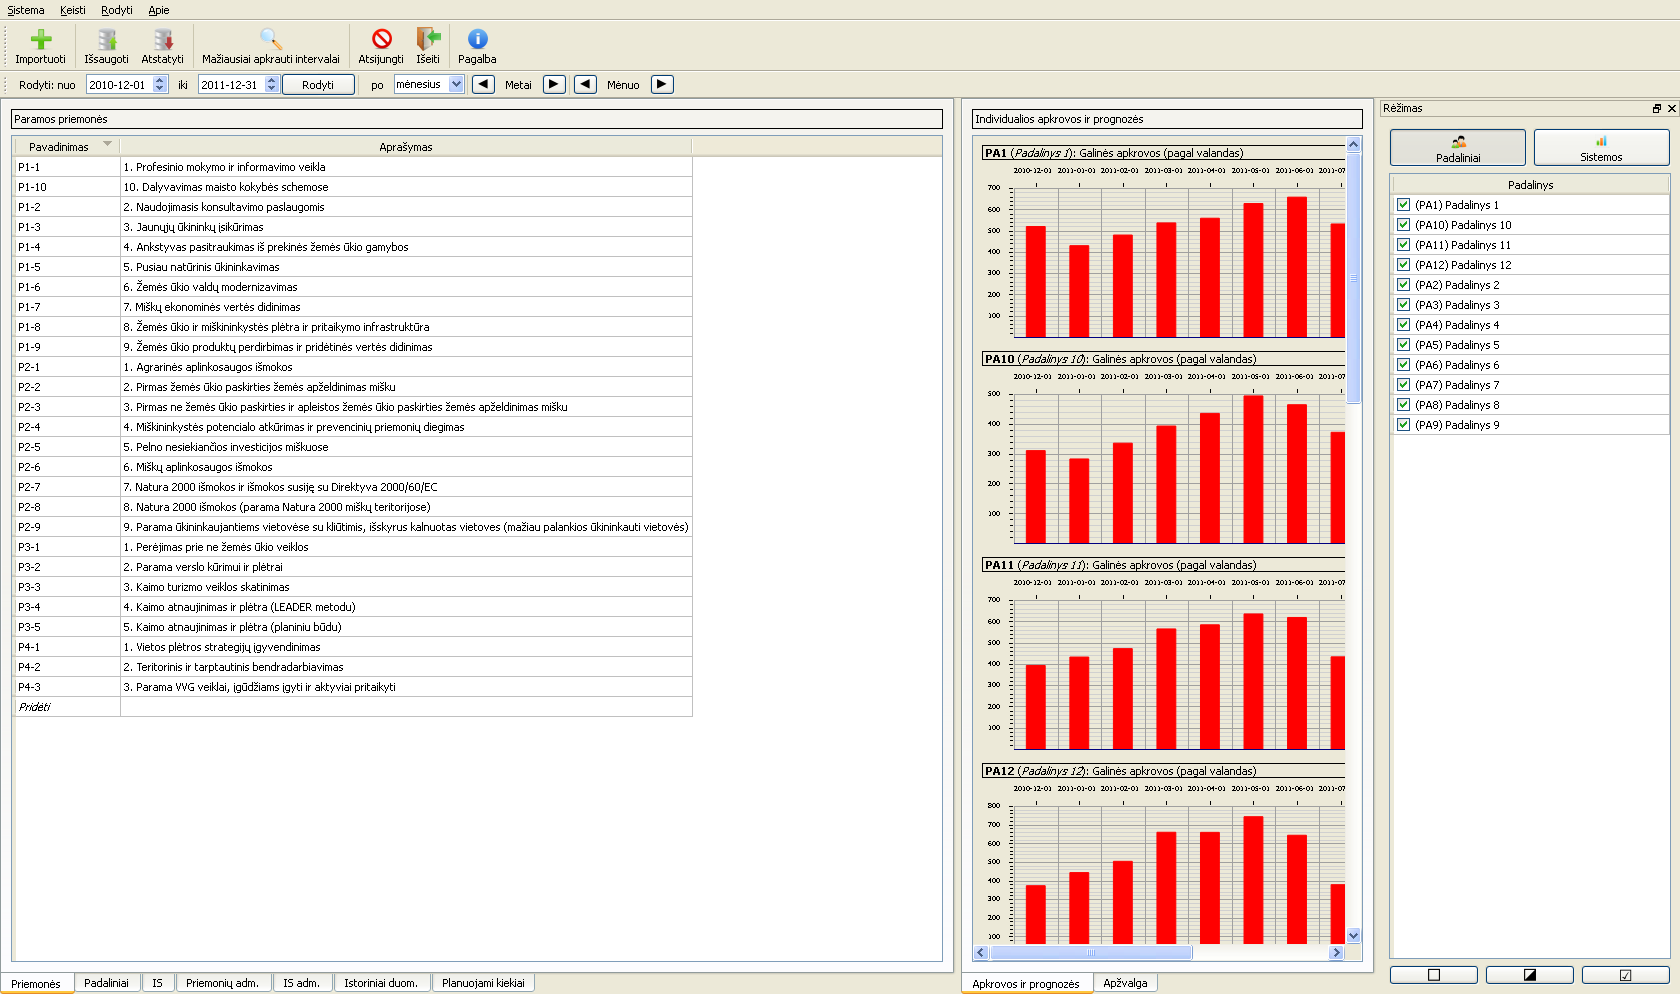 Sistema Keisti Rodyti Apie
Importuoti Išsaugoti Atstatyti Mažiausiai apkrauti intervalai Atsijungti Išeiti Pagalba
Rodyti: nuo 2010-12-01 iki 2011-12-31 Rodyti po mėnesius Metai Mėnuo
Paramos priemonės
Pavadinimas Aprašymas
P1-1 1. Profesinio mokymo ir informavimo veikla
P1-10 10. Dalyvavimas maisto kokybės schemose
P1-2 2. Naudojimasis konsultavimo paslaugomis
P1-3 3. Jaunųjų ūkininkų įsikūrimas
P1-4 4. Ankstyvas pasitraukimas iš prekinės žemės ūkio gamybos
P1-5 5. Pusiau natūrinis ūkininkavimas
P1-6 6. Žemės ūkio valdų modernizavimas
P1-7 7. Miškų ekonominės vertės didinimas
P1-8 8. Žemės ūkio ir miškininkystės plėtra ir pritaikymo infrastruktūra
P1-9 9. Žemės ūkio produktų perdirbimas ir pridėtinės vertės didinimas
P2-1 1. Agrarinės aplinkosaugos išmokos
P2-2 2. Pirmas žemės ūkio paskirties žemės apželdinimas mišku
P2-3 3. Pirmas ne žemės ūkio paskirties ir apleistos žemės ūkio paskirties žemės apželdinimas mišku
P2-4 4. Miškininkystės potencialo atkūrimas ir prevencinių priemonių diegimas
P2-5 5. Pelno nesiekiančios investicijos miškuose
P2-6 6. Miškų aplinkosaugos išmokos
P2-7 7. Natura 2000 išmokos ir išmokos susiję su Direktyva 2000/60/EC
P2-8 8. Natura 2000 išmokos (parama Natura 2000 miškų teritorijose)
P2-9 9. Parama ūkininkaujantiems vietovėse su kliūtimis, išskyrus kalnuotas vietoves (mažiau palankios ūkininkauti vietovės)
P3-1 1. Perėjimas prie ne žemės ūkio veiklos
P3-2 2. Parama verslo kūrimui ir plėtrai
P3-3 3. Kaimo turizmo veiklos skatinimas
P3-4 4. Kaimo atnaujinimas ir plėtra (LEADER metodu)
P3-5 5. Kaimo atnaujinimas ir plėtra (planiniu būdu)
P4-1 1. Vietos plėtros strategijų įgyvendinimas
P4-2 2. Teritorinis ir tarptautinis bendradarbiavimas
P4-3 3. Parama VVG veiklai, įgūdžiams įgyti ir aktyviai pritaikyti
Pridėti
Priemonės Padaliniai IS Priemonių adm. IS adm. Istoriniai duom. Planuojami kiekiai
Individualios apkrovos ir prognozės
PA1 (Padalinys 1): Galinės apkrovos (pagal valandas)
2010-12-01 2011-01-01 2011-02-01 2011-03-01 2011-04-01 2011-05-01 2011-06-01 2011-07
700
600
500
400
300
200
100
PA10 (Padalinys 10): Galinės apkrovos (pagal valandas)
2010-12-01 2011-01-01 2011-02-01 2011-03-01 2011-04-01 2011-05-01 2011-06-01 2011-07
500
400
300
200
100
PA11 (Padalinys 11): Galinės apkrovos (pagal valandas)
2010-12-01 2011-01-01 2011-02-01 2011-03-01 2011-04-01 2011-05-01 2011-06-01 2011-07
700
600
500
400
300
200
100
PA12 (Padalinys 12): Galinės apkrovos (pagal valandas)
2010-12-01 2011-01-01 2011-02-01 2011-03-01 2011-04-01 2011-05-01 2011-06-01 2011-07
800
700
600
500
400
300
200
100
Apkrovos ir prognozės Apžvalga
Rėžimas
Padaliniai Sistemos
Padalinys
(PA1) Padalinys 1
(PA10) Padalinys 10
(PA11) Padalinys 11
(PA12) Padalinys 12
(PA2) Padalinys 2
(PA3) Padalinys 3
(PA4) Padalinys 4
(PA5) Padalinys 5
(PA6) Padalinys 6
(PA7) Padalinys 7
(PA8) Padalinys 8
(PA9) Padalinys 9